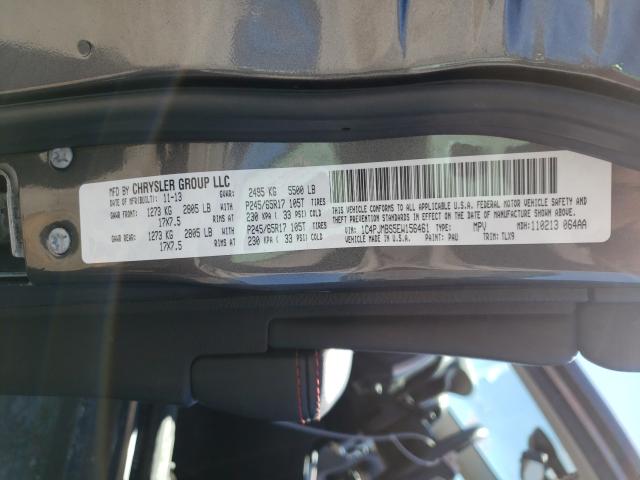 MFD BY CHRYSLER GROUP LLC
DATE OF MFR(BUILT): 11-13 GVWR: 2495 KG 5500 LB
GAWR FRONT: 1273 KG 2805 LB P245/65R17 105T TIRE
17X7.5 RIMS AT 230 KPA ( 33 PSI) COLD
GAWR REAR: 1273 KG 2805 LB P245/65R17 105T TIRE
17X7.5 RIMS AT 230 KPA ( 33 PSI) COLD
THIS VEHICLE CONFORMS TO ALL APPLICABLE U.S.A. FEDERAL MOTOR VEHICLE SAFETY AND
THEFT PREVENTION STANDARDS IN EFFECT ON THE DATE OF MANUFACTURE SHOWN ABOVE.
VIN: 1C4PJMBS5EW156461 TYPE: MPV MDH: 110213 064AA
VEHICLE MADE IN U.S.A. PAINT: PAU TRIM: TLX9